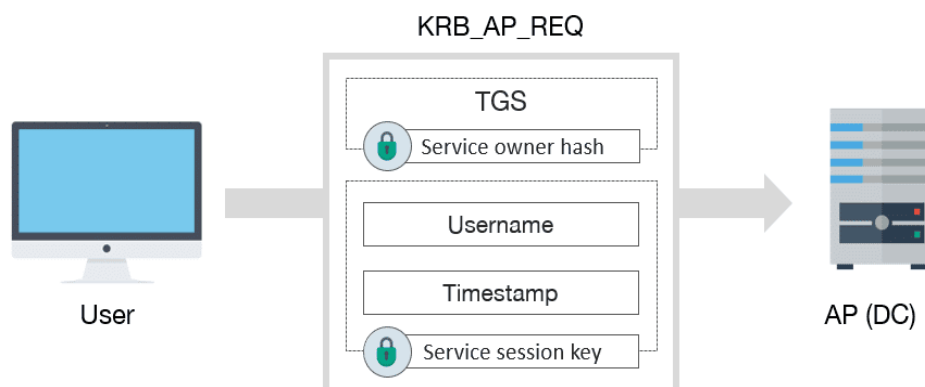 KRB_AP_REQ
TGS
Service owner hash
Username
Timestamp
Service session key
User
AP (DC)